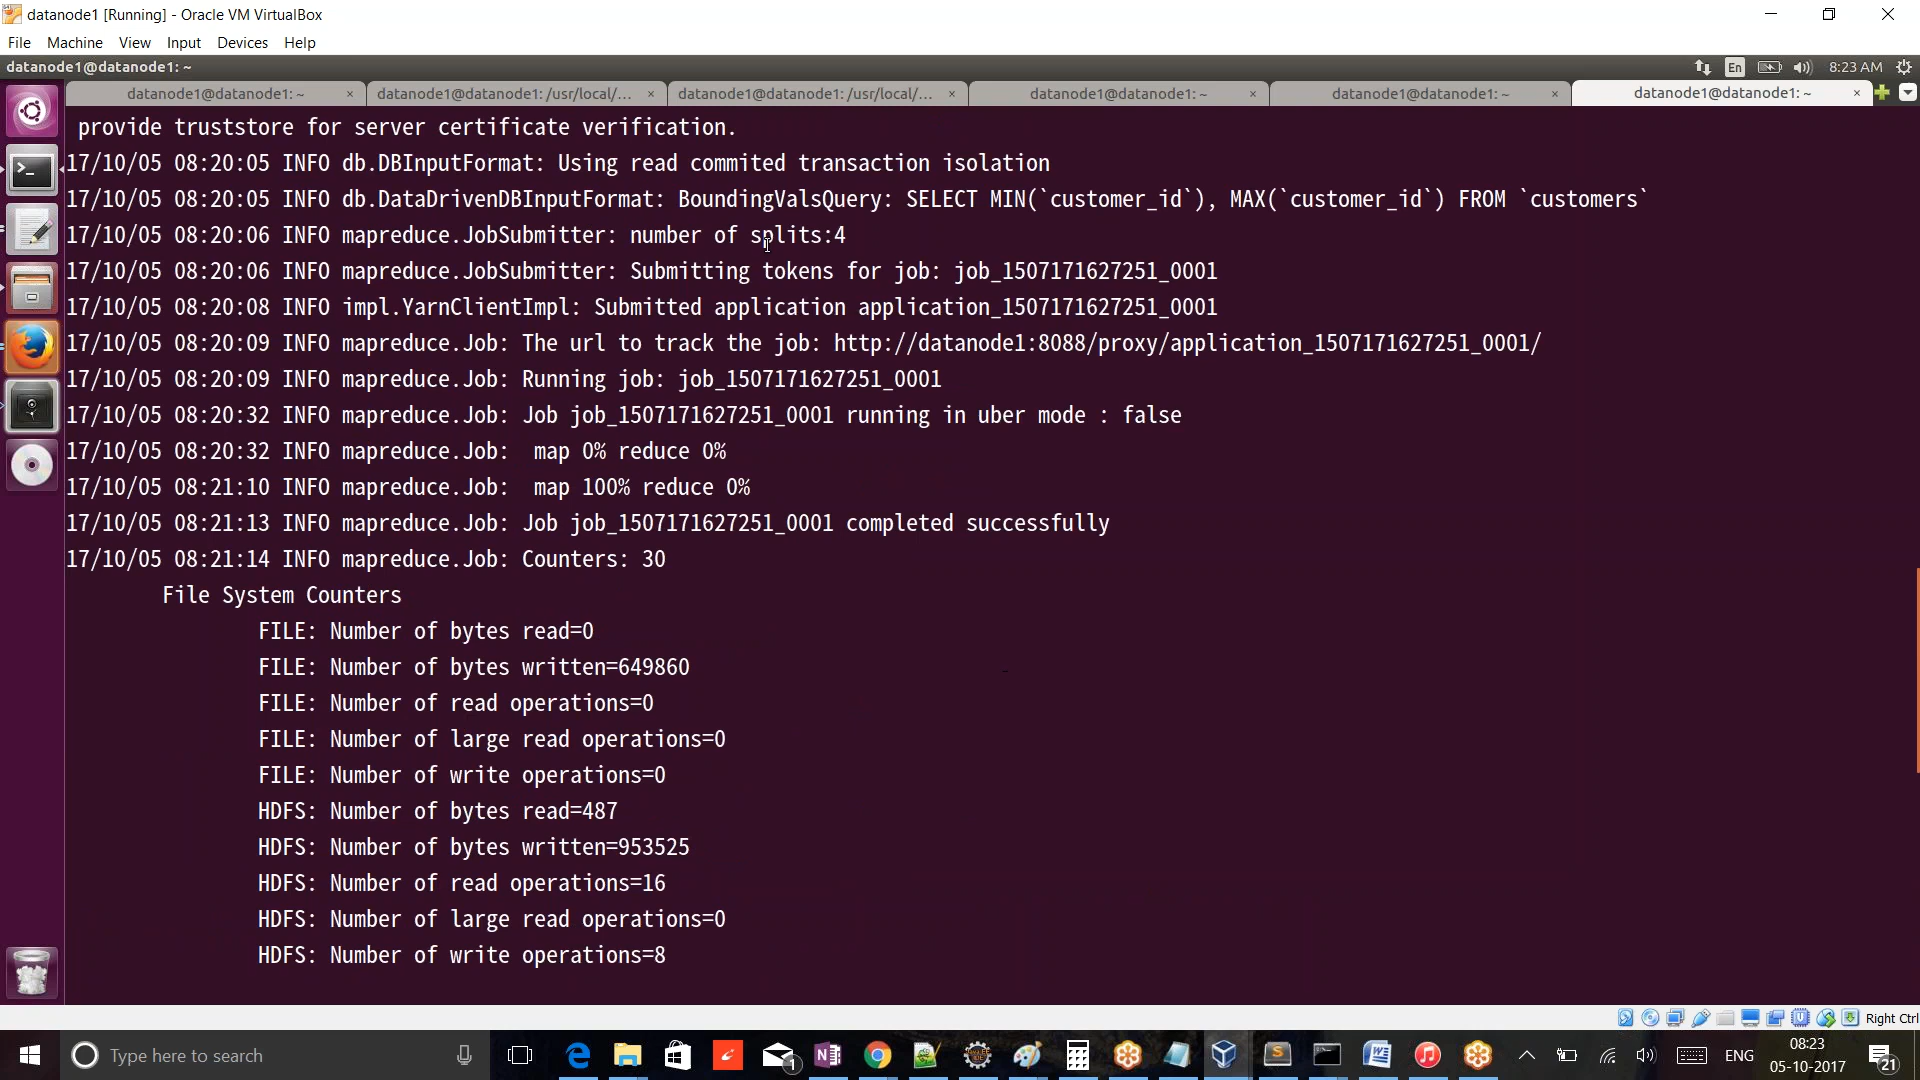 datanode1 [Running] - Oracle VM VirtualBox
File Machine View Input Devices Help
datanode1@datanode1: ~
En 8:23 AM
datanode1@datanode1: ~ × datanode1@datanode1: /usr/local/... × datanode1@datanode1: /usr/local/... × datanode1@datanode1: ~ × datanode1@datanode1: ~ × datanode1@datanode1: ~ ×
provide truststore for server certificate verification.
17/10/05 08:20:05 INFO db.DBInputFormat: Using read commited transaction isolation
17/10/05 08:20:05 INFO db.DataDrivenDBInputFormat: BoundingValsQuery: SELECT MIN(`customer_id`), MAX(`customer_id`) FROM `customers`
17/10/05 08:20:06 INFO mapreduce.JobSubmitter: number of splits:4
17/10/05 08:20:06 INFO mapreduce.JobSubmitter: Submitting tokens for job: job_1507171627251_0001
17/10/05 08:20:08 INFO impl.YarnClientImpl: Submitted application application_1507171627251_0001
17/10/05 08:20:09 INFO mapreduce.Job: The url to track the job: http://datanode1:8088/proxy/application_1507171627251_0001/
17/10/05 08:20:09 INFO mapreduce.Job: Running job: job_1507171627251_0001
17/10/05 08:20:32 INFO mapreduce.Job: Job job_1507171627251_0001 running in uber mode : false
17/10/05 08:20:32 INFO mapreduce.Job:  map 0% reduce 0%
17/10/05 08:21:10 INFO mapreduce.Job:  map 100% reduce 0%
17/10/05 08:21:13 INFO mapreduce.Job: Job job_1507171627251_0001 completed successfully
17/10/05 08:21:14 INFO mapreduce.Job: Counters: 30
File System Counters
FILE: Number of bytes read=0
FILE: Number of bytes written=649860
FILE: Number of read operations=0
FILE: Number of large read operations=0
FILE: Number of write operations=0
HDFS: Number of bytes read=487
HDFS: Number of bytes written=953525
HDFS: Number of read operations=16
HDFS: Number of large read operations=0
HDFS: Number of write operations=8
Right Ctrl
Type here to search
1
ENG
08:23
05-10-2017
21